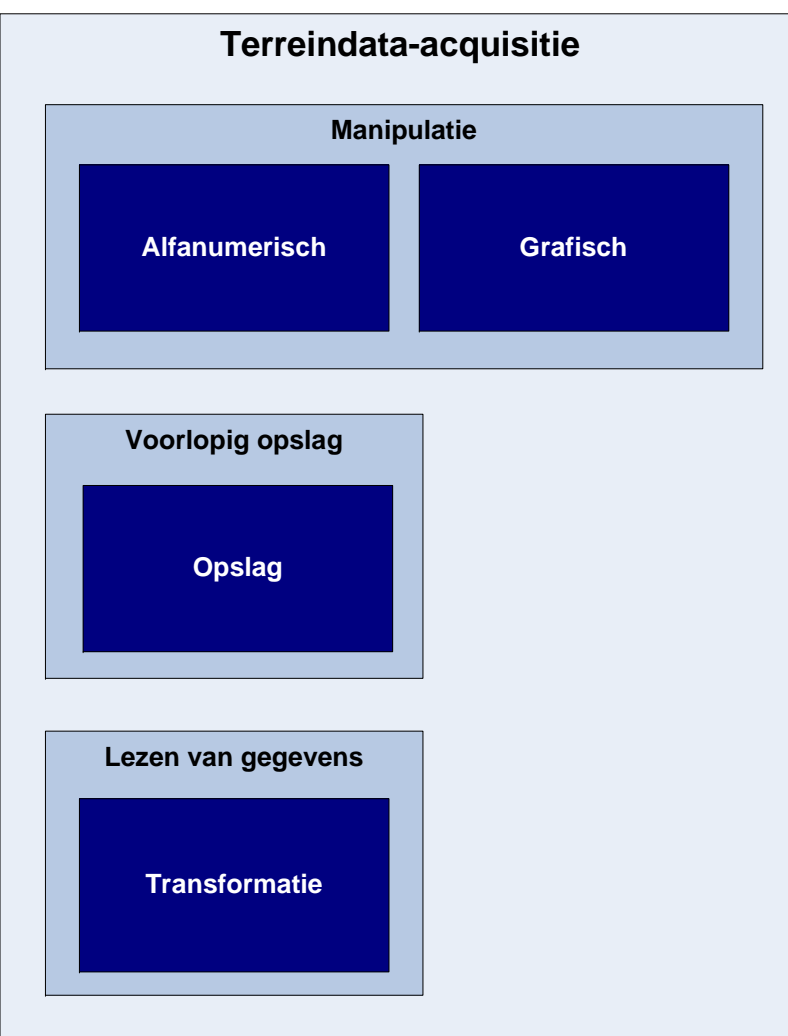 Terreindata-acquisitie
Manipulatie
Alfanumerisch
Grafisch
Voorlopig opslag
Opslag
Lezen van gegevens
Transformatie